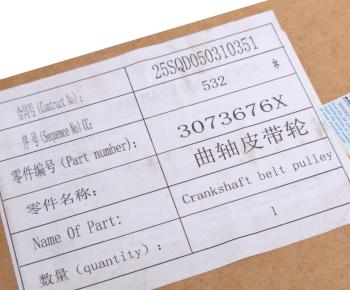 合同号(Contract No): 25SQD050310351
序号(Sequence No)CG: 532 *
零件编号(Part number): 3073676X
零件名称: 曲轴皮带轮
Name Of Part: Crankshaft belt pulley
数量(quantity): 1